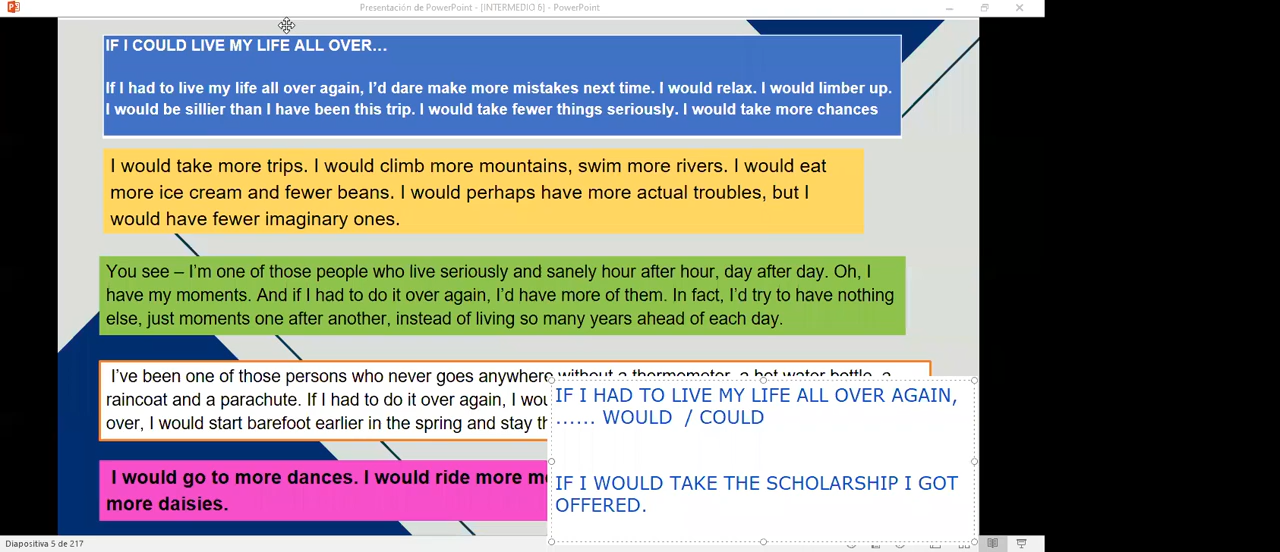 Presentación de PowerPoint - [INTERMEDIO 6] - PowerPoint
IF I COULD LIVE MY LIFE ALL OVER…
If I had to live my life all over again, I’d dare make more mistakes next time. I would relax. I would limber up.
I would be sillier than I have been this trip. I would take fewer things seriously. I would take more chances
I would take more trips. I would climb more mountains, swim more rivers. I would eat
more ice cream and fewer beans. I would perhaps have more actual troubles, but I
would have fewer imaginary ones.
You see – I’m one of those people who live seriously and sanely hour after hour, day after day. Oh, I
have my moments. And if I had to do it over again, I’d have more of them. In fact, I’d try to have nothing
else, just moments one after another, instead of living so many years ahead of each day.
I’ve been one of those persons who never goes anywhere without a thermometer, a hot water bottle, a
raincoat and a parachute. If I had to do it over again, I
over, I would start barefoot earlier in the spring and stay
I would go to more dances. I would ride more
more daisies.
IF I HAD TO LIVE MY LIFE ALL OVER AGAIN,
...... WOULD / COULD
IF I WOULD TAKE THE SCHOLARSHIP I GOT
OFFERED.
Diapositiva 5 de 217